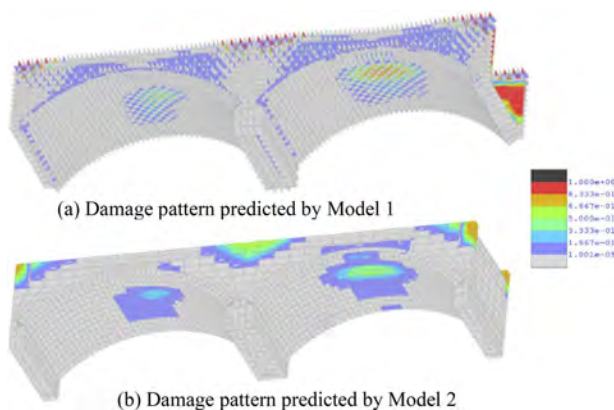 (a) Damage pattern predicted by Model 1
1.000e+00
8.333e-01
6.667e-01
5.000e-01
3.333e-01
1.667e-01
1.001e-05
(b) Damage pattern predicted by Model 2